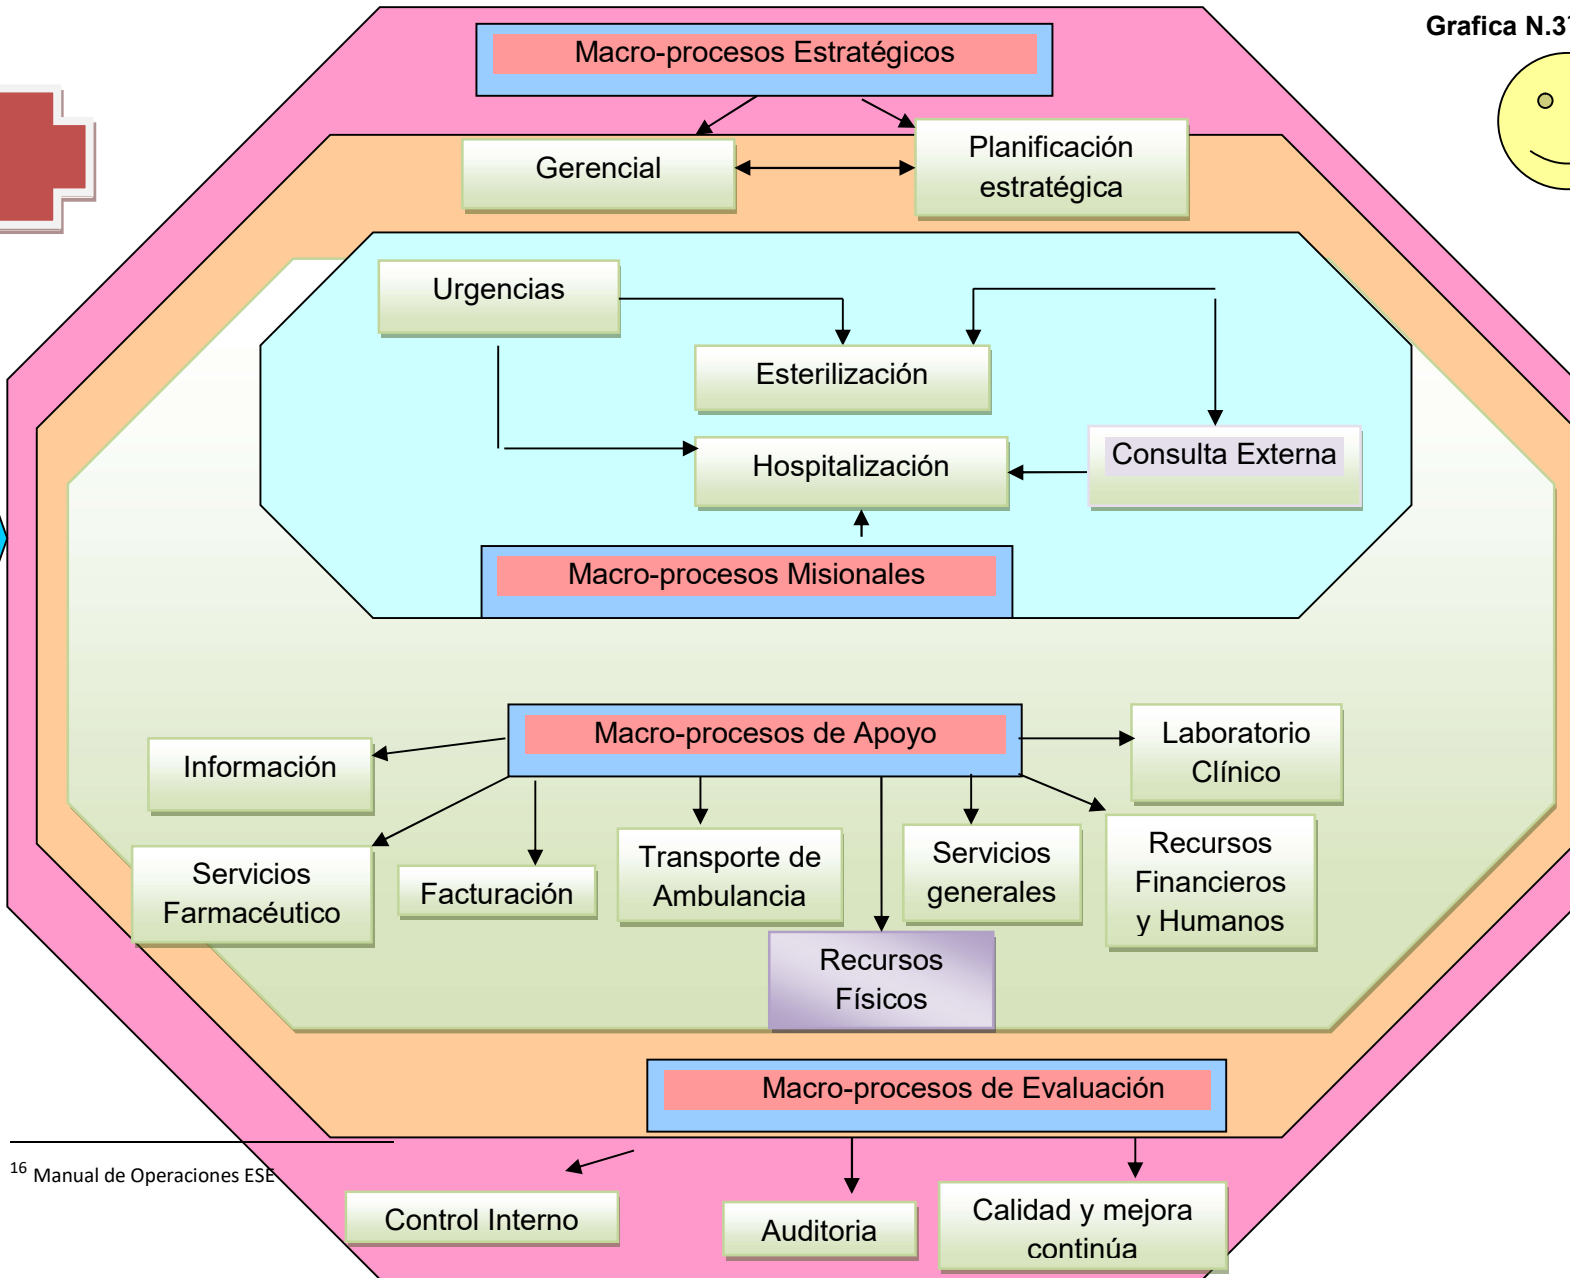 Grafica N.3
Macro-procesos Estratégicos
Gerencial
Planificación
estratégica
Urgencias
Esterilización
Hospitalización
Consulta Externa
Macro-procesos Misionales
Macro-procesos de Apoyo
Información
Laboratorio
Clínico
Servicios
Farmacéutico
Facturación
Transporte de
Ambulancia
Recursos
Físicos
Servicios
generales
Recursos
Financieros
y Humanos
Macro-procesos de Evaluación
Control Interno
Auditoria
Calidad y mejora
continúa
16 Manual de Operaciones ESE